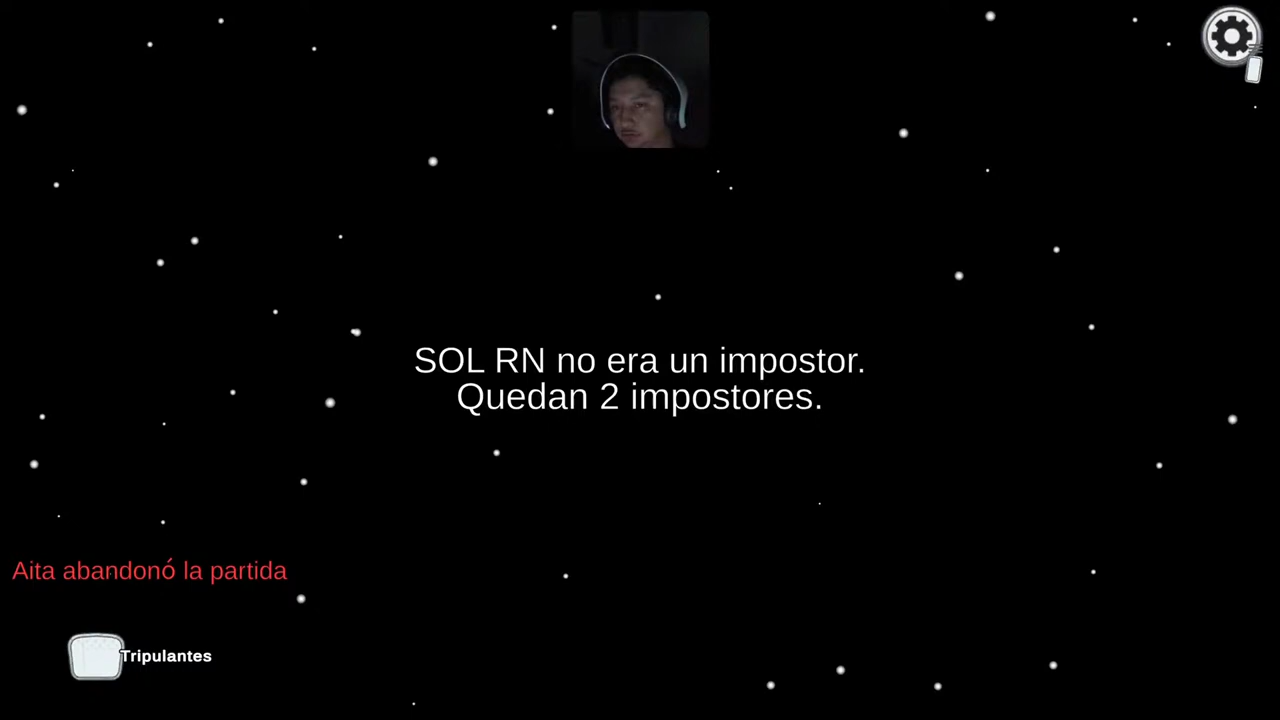 SOL RN no era un impostor.
Quedan 2 impostores.
Aita abandonó la partida
Tripulantes